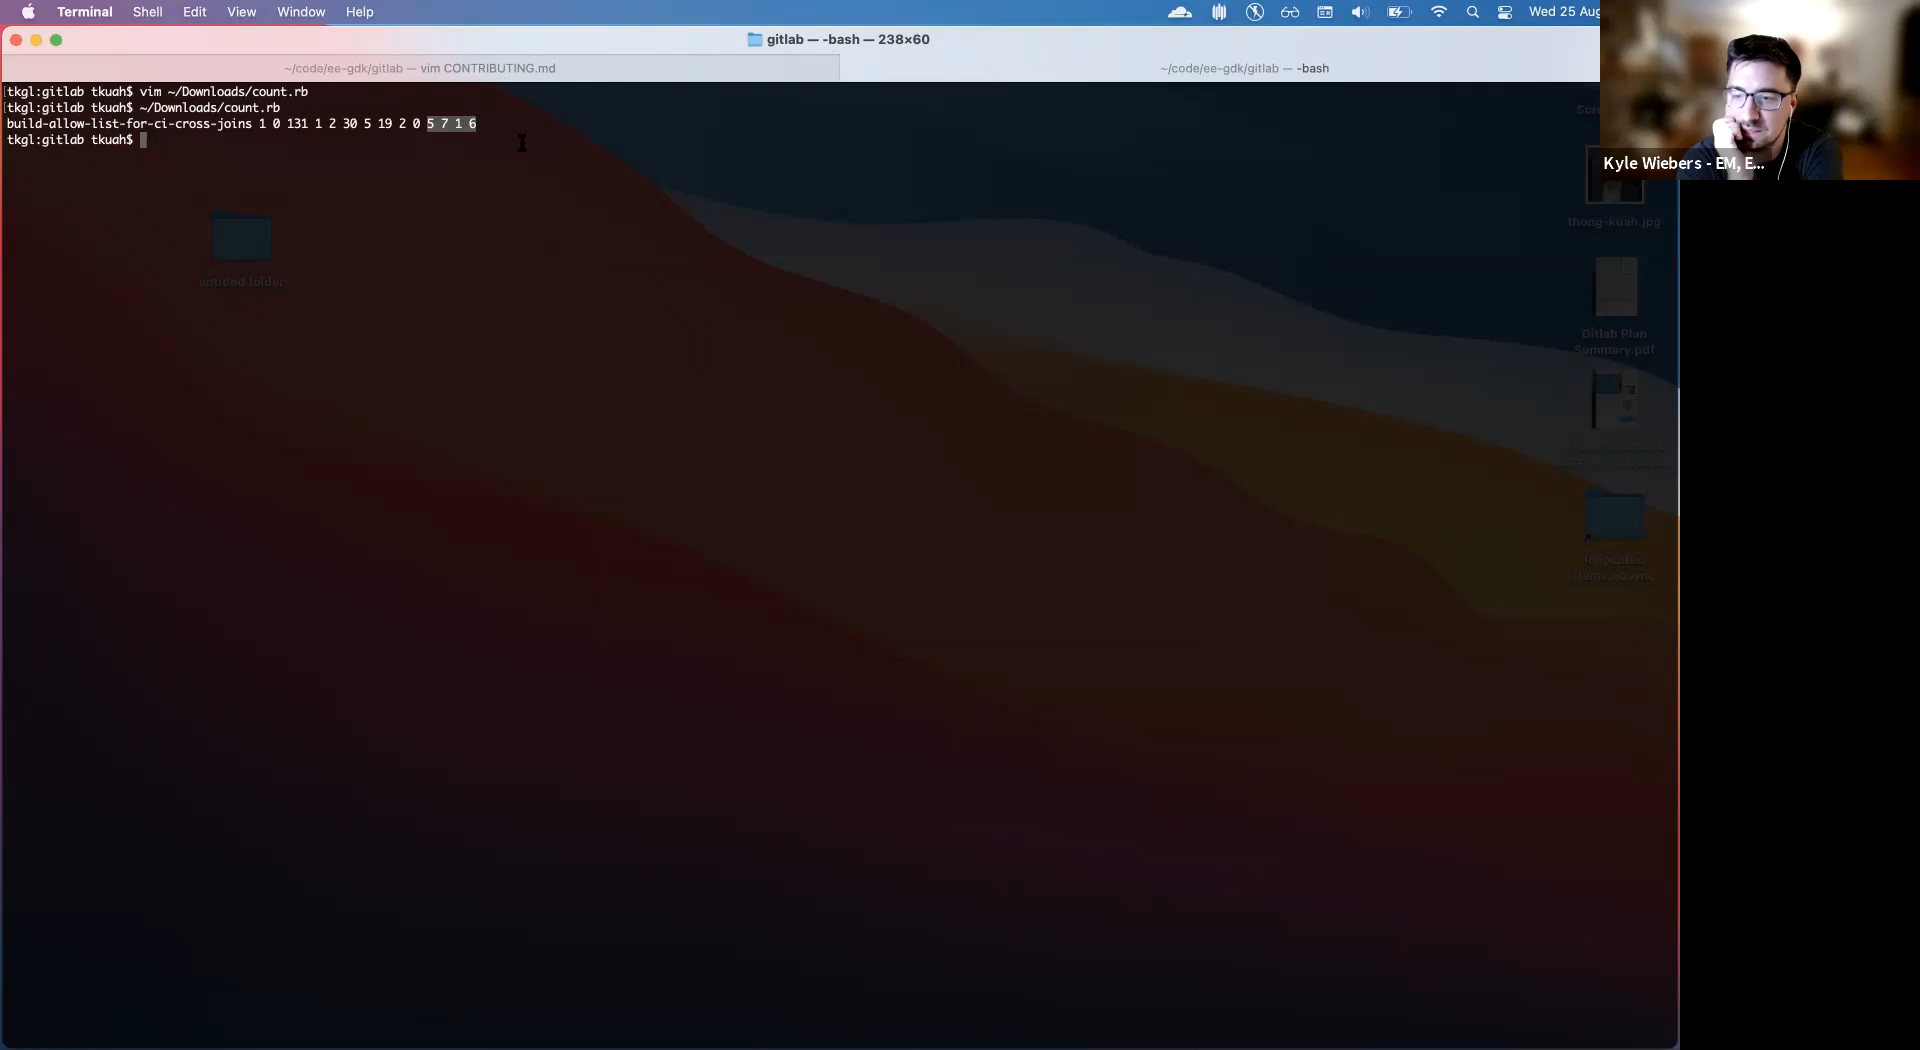 Terminal Shell Edit View Window Help
Wed 25 Aug
gitlab — -bash — 238×60
~/code/ee-gdk/gitlab — vim CONTRIBUTING.md
~/code/ee-gdk/gitlab — -bash
[tkgl:gitlab tkuah$ vim ~/Downloads/count.rb
[tkgl:gitlab tkuah$ ~/Downloads/count.rb
build-allow-list-for-ci-cross-joins 1 0 131 1 2 30 5 19 2 0 5 7 1 6
tkgl:gitlab tkuah$
Kyle Wiebers - EM, E...
thong-kuah.jpg
untitled folder
Gitlab Plan
Summary.pdf
Relocated
Items.nosyn...